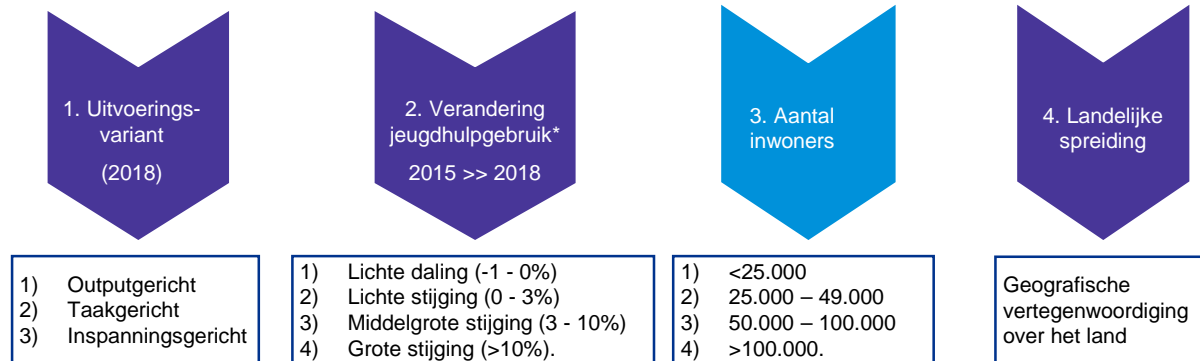 1. Uitvoerings-
variant
(2018)
1) Outputgericht
2) Taakgericht
3) Inspanningsgericht
2. Verandering
jeugdhulpgebruik*
2015 >> 2018
1) Lichte daling (-1 - 0%)
2) Lichte stijging (0 - 3%)
3) Middelgrote stijging (3 - 10%)
4) Grote stijging (>10%).
3. Aantal
inwoners
1) <25.000
2) 25.000 – 49.000
3) 50.000 – 100.000
4) >100.000.
4. Landelijke
spreiding
Geografische
vertegenwoordiging
over het land